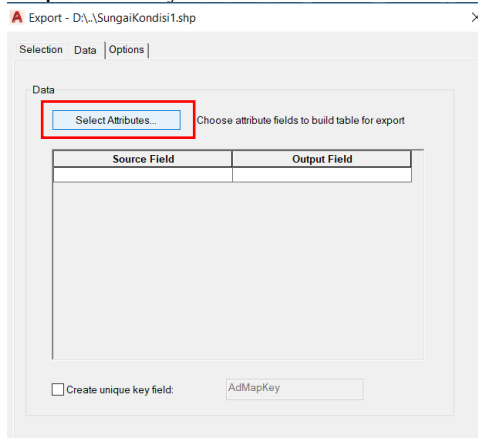 Export - D:\..\SungaiKondisi1.shp
Selection Data Options
Data
Select Attributes... Choose attribute fields to build table for export
Source Field Output Field
Create unique key field: AdMapKey